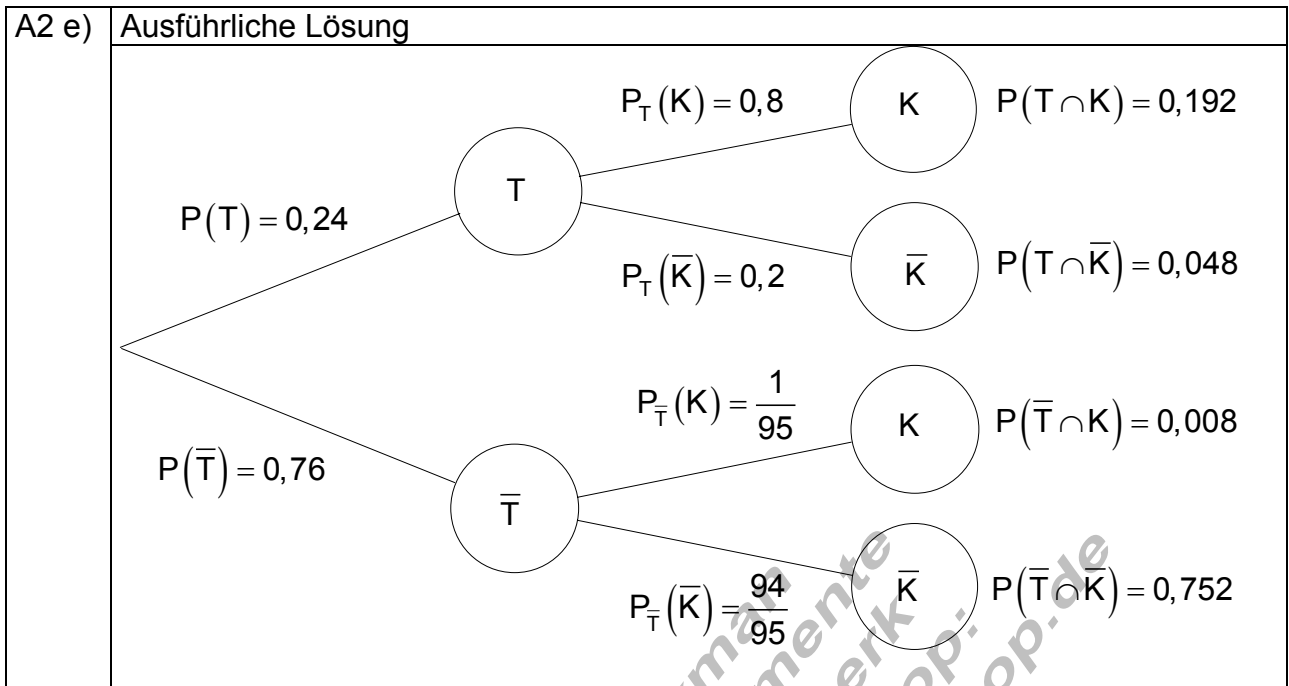 A2 e) Ausführliche Lösung
P_T(K) = 0,8
K
P(T ∩ K) = 0,192
T
P(T) = 0,24
P_T(K̅) = 0,2
K̅
P(T ∩ K̅) = 0,048
P_T̅(K) = 1/95
K
P(T̅ ∩ K) = 0,008
P(T̅) = 0,76
T̅
P_T̅(K̅) = 94/95
K̅
P(T̅ ∩ K̅) = 0,752